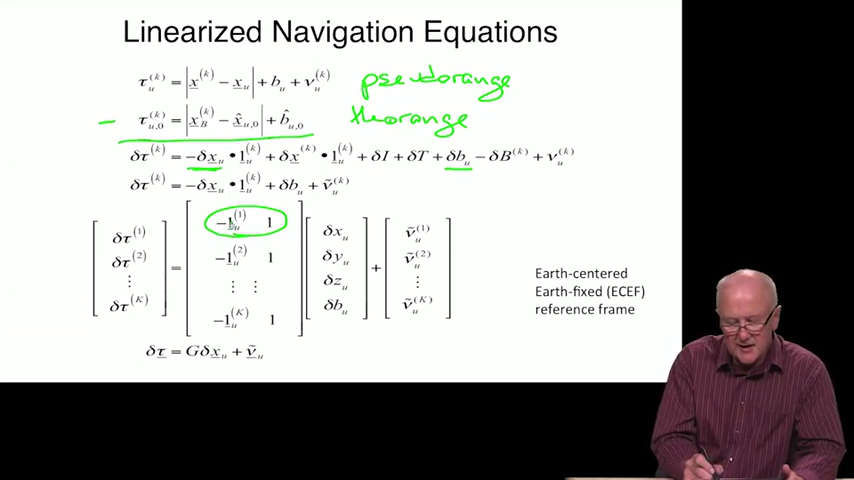 Linearized Navigation Equations
τ_u^(k) = |x^(k) − x_u| + b_u + ν_u^(k) pseudorange
− τ_{u,0}^(k) = |x_B^(k) − x̂_{u,0}| + b̂_{u,0} theorange
δτ^(k) = −δx_u • 1_u^(k) + δx^(k) • 1_u^(k) + δI + δT + δb_u − δB^(k) + ν_u^(k)
δτ^(k) = −δx_u • 1_u^(k) + δb_u + ν̃_u^(k)
[δτ^(1)] [−1_u^(1) 1] [δx_u] [ν̃_u^(1)]
[δτ^(2)] = [−1_u^(2) 1] [δy_u] + [ν̃_u^(2)]
[⋮] [⋮ ⋮] [δz_u] [⋮]
[δτ^(K)] [−1_u^(K) 1] [δb_u] [ν̃_u^(K)]
δτ = Gδx_u + ν̃_u
Earth-centered
Earth-fixed (ECEF)
reference frame